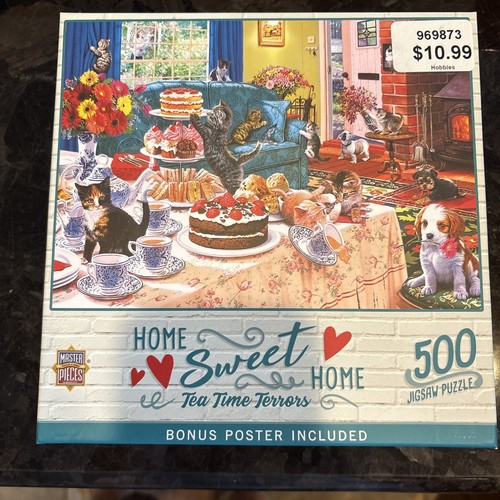 969873
$10.99
Hobbies
HOME
Sweet
HOME
Tea Time Terrors
500
JIGSAW PUZZLE
MASTER
PIECES
BONUS POSTER INCLUDED